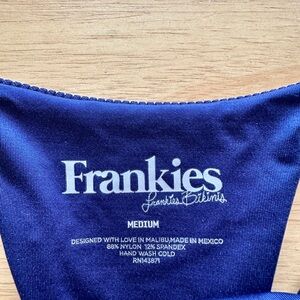 Frankies
Frankies Bikinis
MEDIUM
DESIGNED WITH LOVE IN MALIBU,MADE IN MEXICO
88% NYLON 12% SPANDEX
HAND WASH COLD
RN143871